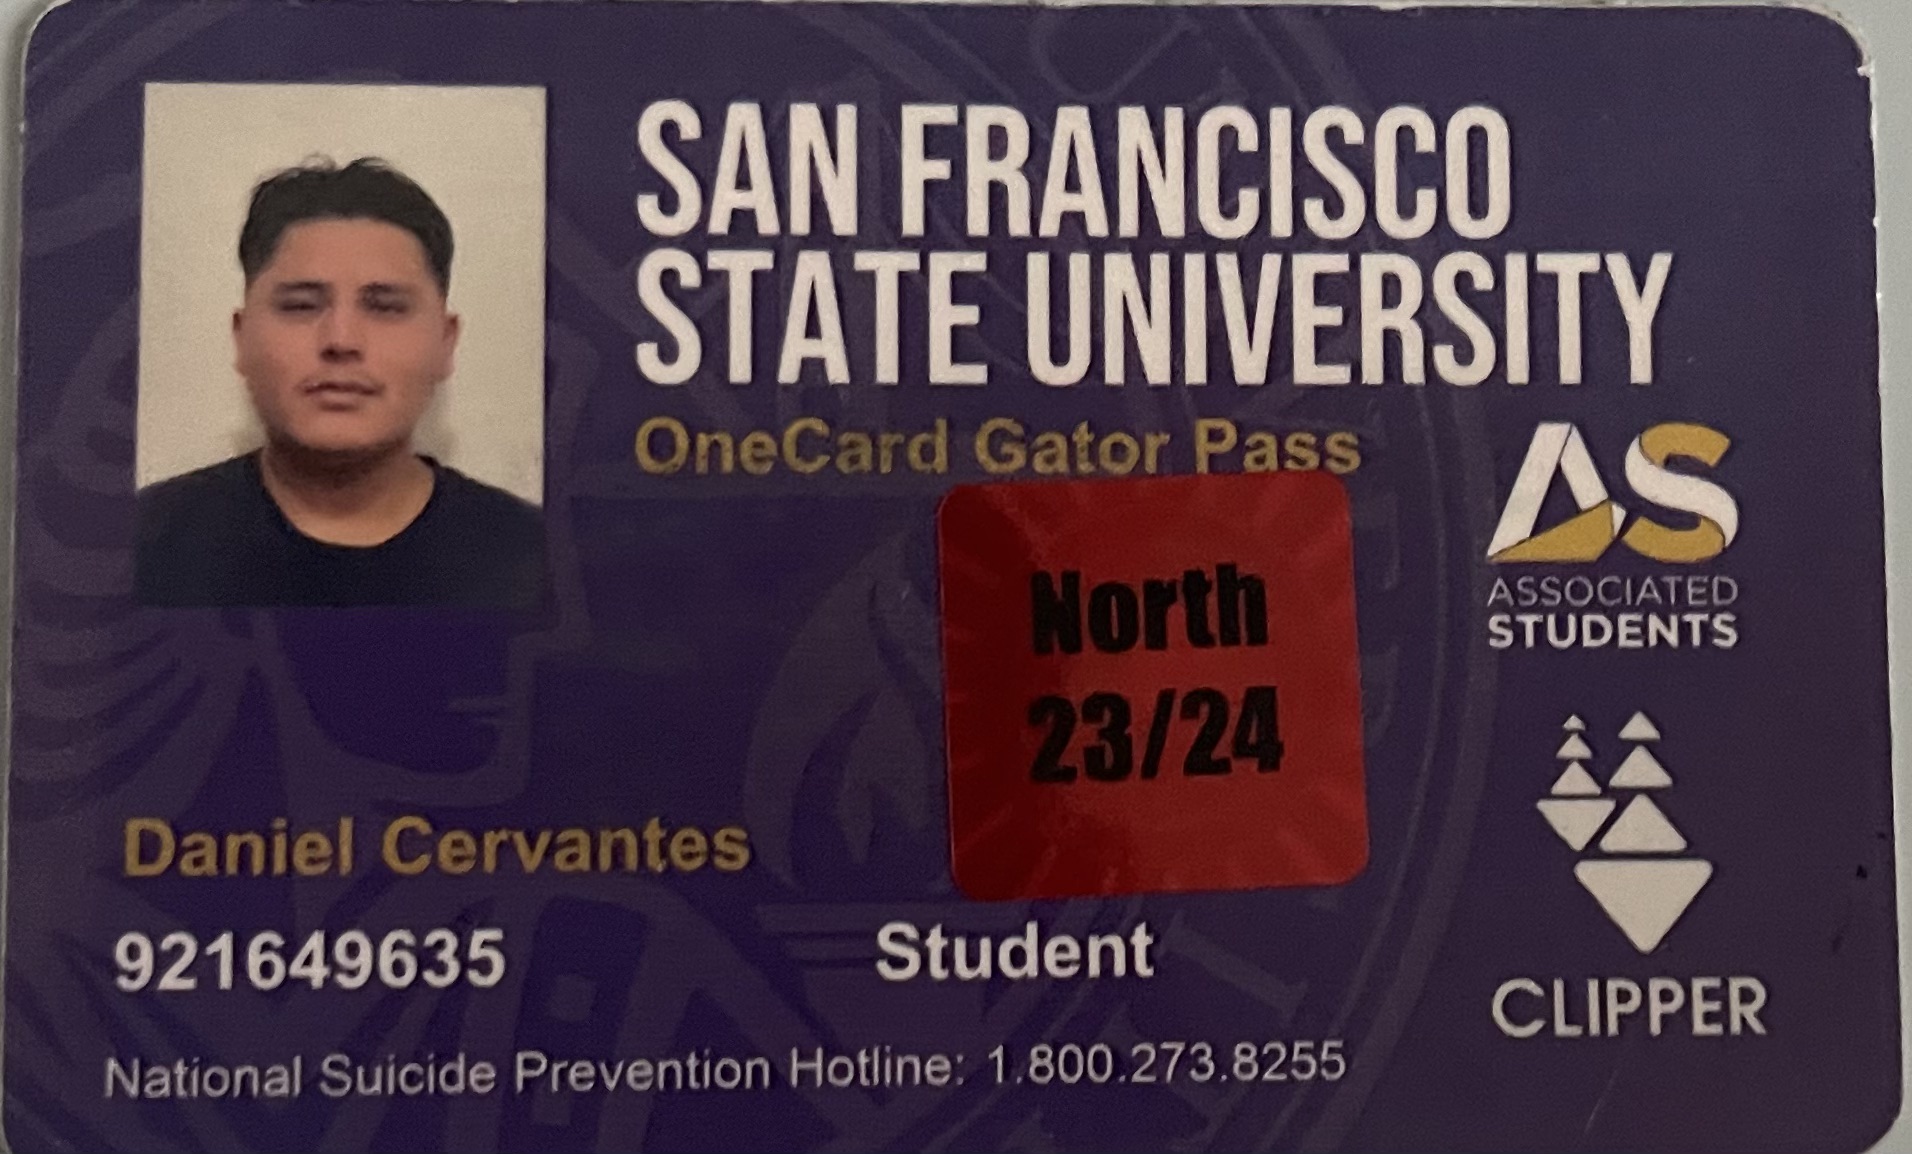 SAN FRANCISCO
STATE UNIVERSITY
OneCard Gator Pass
AS
ASSOCIATED
STUDENTS
North
23/24
Daniel Cervantes
921649635
Student
CLIPPER
National Suicide Prevention Hotline: 1.800.273.8255